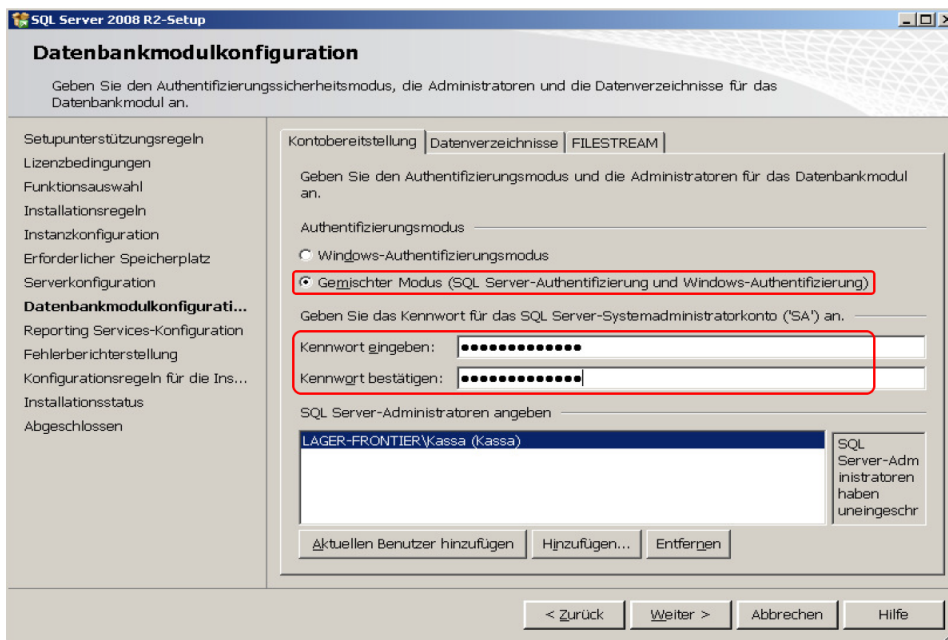 SQL Server 2008 R2-Setup
Datenbankmodulkonfiguration
Geben Sie den Authentifizierungssicherheitsmodus, die Administratoren und die Datenverzeichnisse für das
Datenbankmodul an.
Setupunterstützungsregeln
Lizenzbedingungen
Funktionsauswahl
Installationsregeln
Instanzkonfiguration
Erforderlicher Speicherplatz
Serverkonfiguration
Datenbankmodulkonfigurati...
Reporting Services-Konfiguration
Fehlerberichterstellung
Konfigurationsregeln für die Ins...
Installationsstatus
Abgeschlossen
Kontobereitstellung Datenverzeichnisse FILESTREAM
Geben Sie den Authentifizierungsmodus und die Administratoren für das Datenbankmodul
an.
Authentifizierungsmodus
Windows-Authentifizierungsmodus
Gemischter Modus (SQL Server-Authentifizierung und Windows-Authentifizierung)
Geben Sie das Kennwort für das SQL Server-Systemadministratorkonto ('SA') an.
Kennwort eingeben: ●●●●●●●●●●●●●
Kennwort bestätigen: ●●●●●●●●●●●●●
SQL Server-Administratoren angeben
LAGER-FRONTIER\Kassa (Kassa)
SQL
Server-Adm
inistratoren
haben
uneingeschr
Aktuellen Benutzer hinzufügen Hinzufügen... Entfernen
< Zurück Weiter > Abbrechen Hilfe